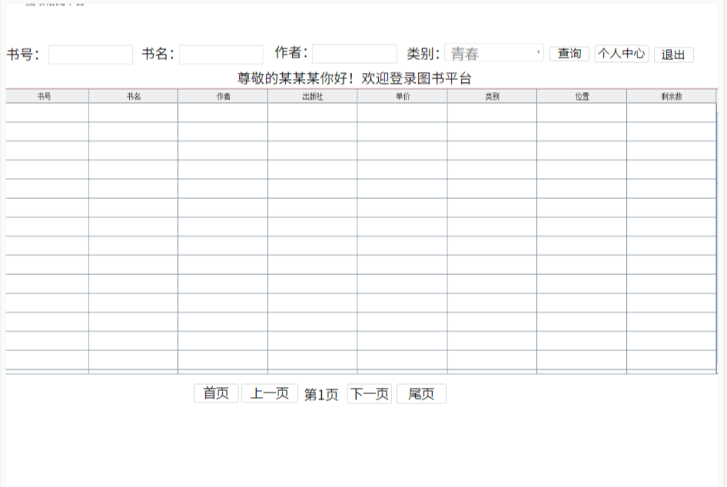 书号： 书名： 作者： 类别： 青春 查询 个人中心 退出
尊敬的某某某你好！欢迎登录图书平台
书号 书名 作者 出版社 单价 类别 位置 剩余数
首页 上一页 第1页 下一页 尾页